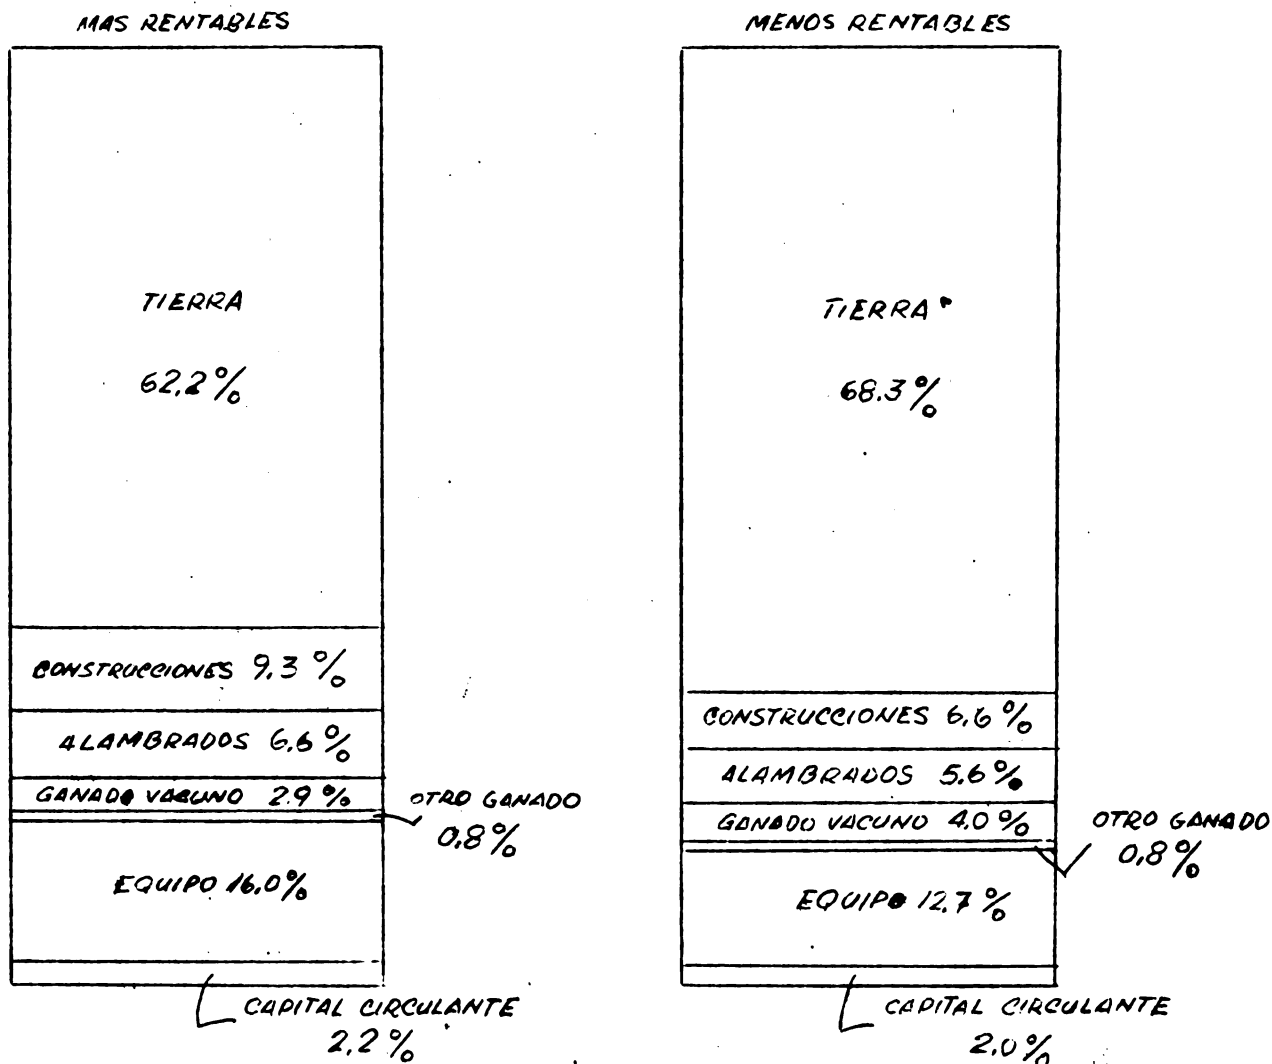 MAS RENTABLES
TIERRA
62.2%
CONSTRUCCIONES 9.3%
ALAMBRADOS 6.6%
GANADO VACUNO 2.9%
OTRO GANADO
0.8%
EQUIPO 16.0%
CAPITAL CIRCULANTE
2.2%
MENOS RENTABLES
TIERRA
68.3%
CONSTRUCCIONES 6.6%
ALAMBRADOS 5.6%
GANADO VACUNO 4.0%
OTRO GANADO
0.8%
EQUIPO 12.7%
CAPITAL CIRCULANTE
2.0%